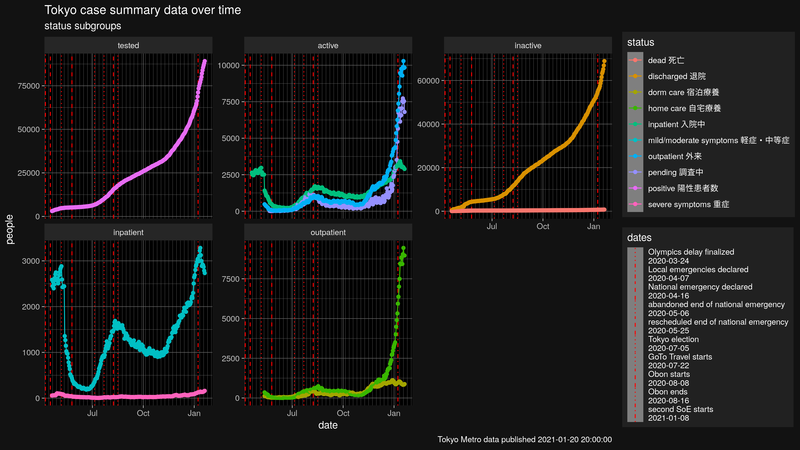 Tokyo case summary data over time
status subgroups
tested
active
inactive
75000
50000
25000
0
10000
7500
5000
2500
0
60000
40000
20000
0
Jul
Oct
Jan
people
inpatient
outpatient
3000
2000
1000
0
7500
5000
2500
0
Jul
Oct
Jan
Jul
Oct
Jan
date
status
dead 死亡
discharged 退院
dorm care 宿泊療養
home care 自宅療養
inpatient 入院中
mild/moderate symptoms 軽症・中等症
outpatient 外来
pending 調査中
positive 陽性患者数
severe symptoms 重症
dates
Olympics delay finalized
2020-03-24
Local emergencies declared
2020-04-07
National emergency declared
2020-04-16
abandoned end of national emergency
2020-05-06
rescheduled end of national emergency
2020-05-25
Tokyo election
2020-07-05
GoTo Travel starts
2020-07-22
Obon starts
2020-08-08
Obon ends
2020-08-16
second SoE starts
2021-01-08
Tokyo Metro data published 2021-01-20 20:00:00